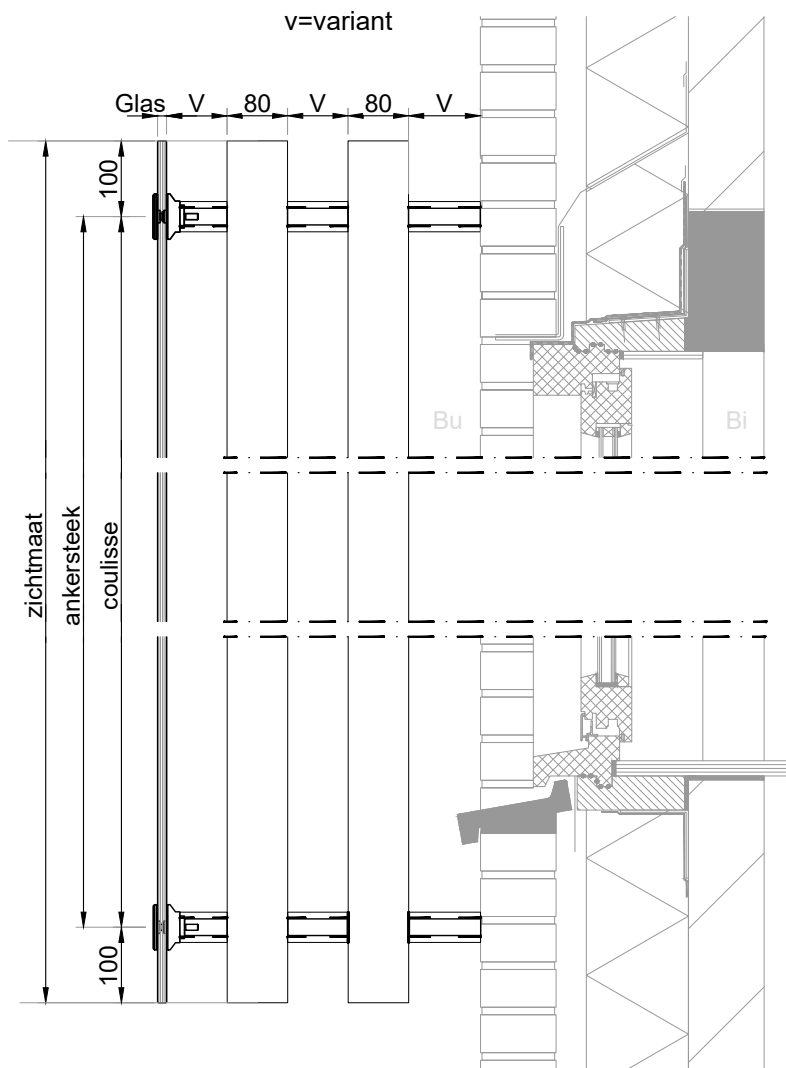 v=variant
Glas V 80 V 80 V
100
Bu Bi
zichtmaat
ankersteek
coulisse
100